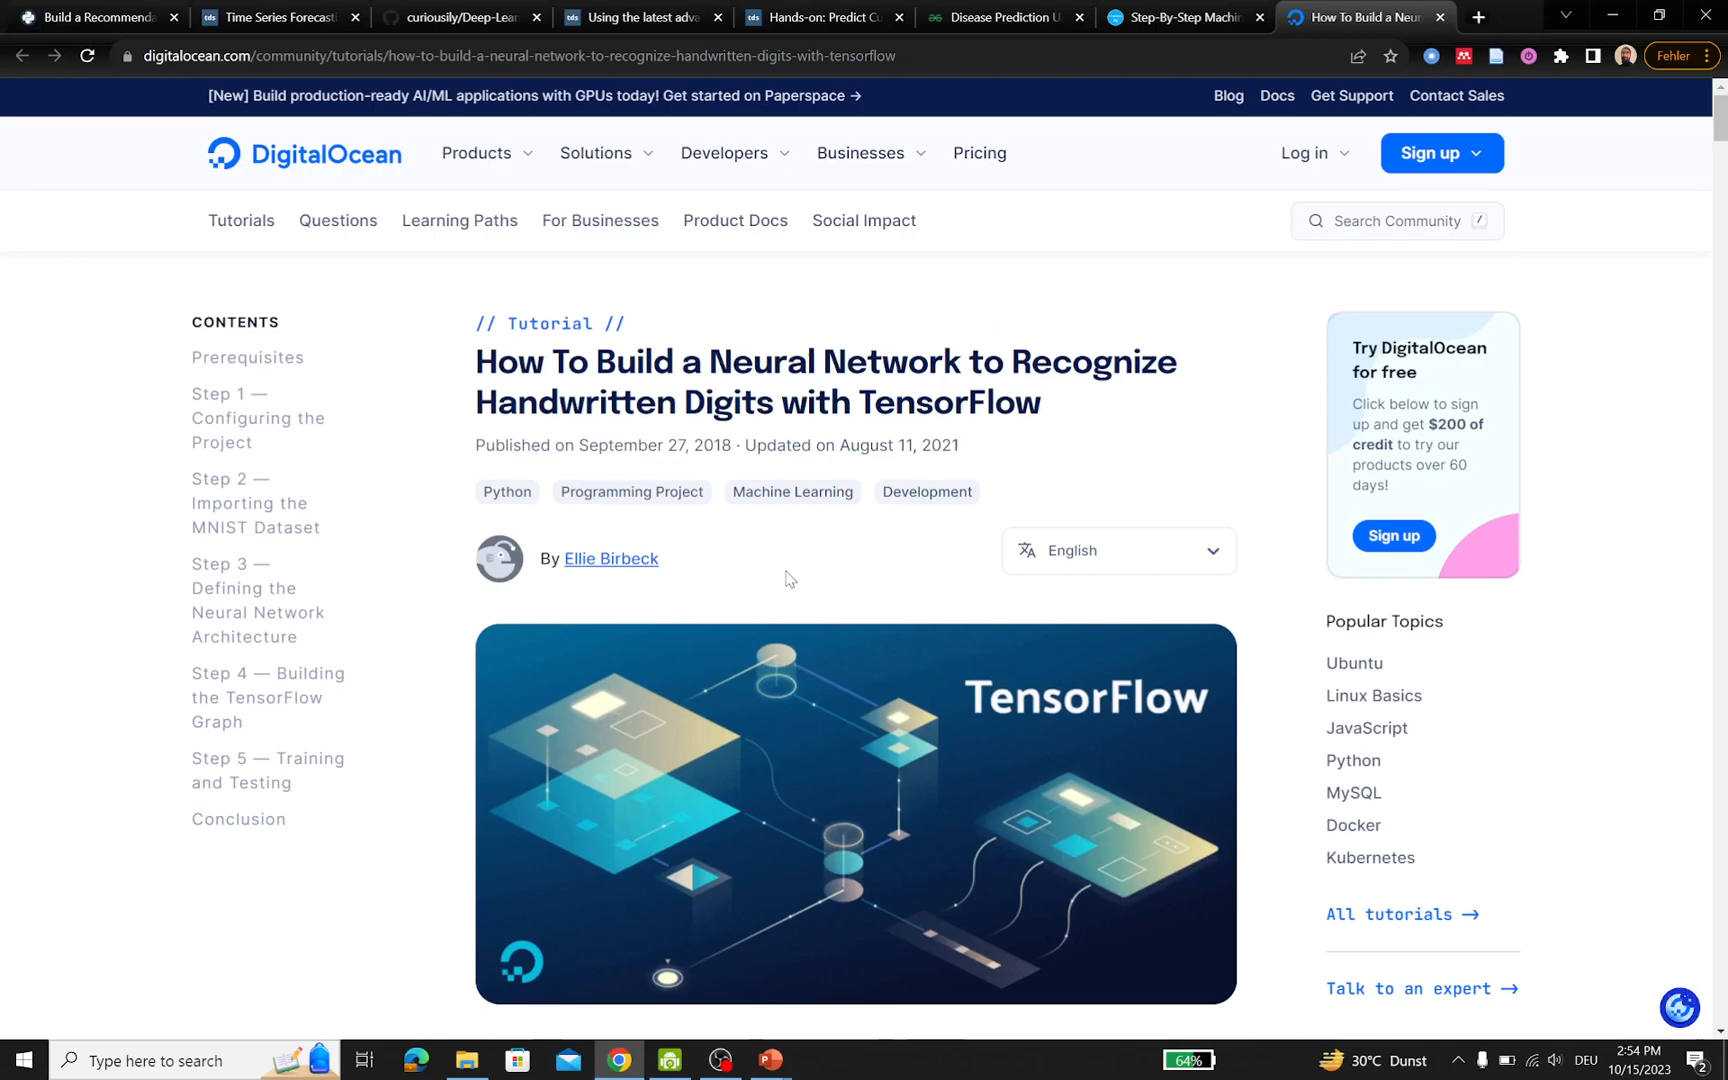 Build a Recommenda
Time Series Forecasti
curiousily/Deep-Lear
Using the latest adva
Hands-on: Predict Cu
Disease Prediction U
Step-By-Step Machin
How To Build a Neur
digitalocean.com/community/tutorials/how-to-build-a-neural-network-to-recognize-handwritten-digits-with-tensorflow
Fehler
[New] Build production-ready AI/ML applications with GPUs today! Get started on Paperspace →
Blog Docs Get Support Contact Sales
DigitalOcean
Products Solutions Developers Businesses Pricing
Log in
Sign up
Tutorials Questions Learning Paths For Businesses Product Docs Social Impact
Search Community /
CONTENTS
Prerequisites
Step 1 —
Configuring the
Project
Step 2 —
Importing the
MNIST Dataset
Step 3 —
Defining the
Neural Network
Architecture
Step 4 — Building
the TensorFlow
Graph
Step 5 — Training
and Testing
Conclusion
// Tutorial //
How To Build a Neural Network to Recognize
Handwritten Digits with TensorFlow
Published on September 27, 2018 · Updated on August 11, 2021
Python Programming Project Machine Learning Development
By Ellie Birbeck
English
TensorFlow
Try DigitalOcean
for free
Click below to sign
up and get $200 of
credit to try our
products over 60
days!
Sign up
Popular Topics
Ubuntu
Linux Basics
JavaScript
Python
MySQL
Docker
Kubernetes
All tutorials →
Talk to an expert →
Type here to search
64%
30°C Dunst
DEU
2:54 PM
10/15/2023
2